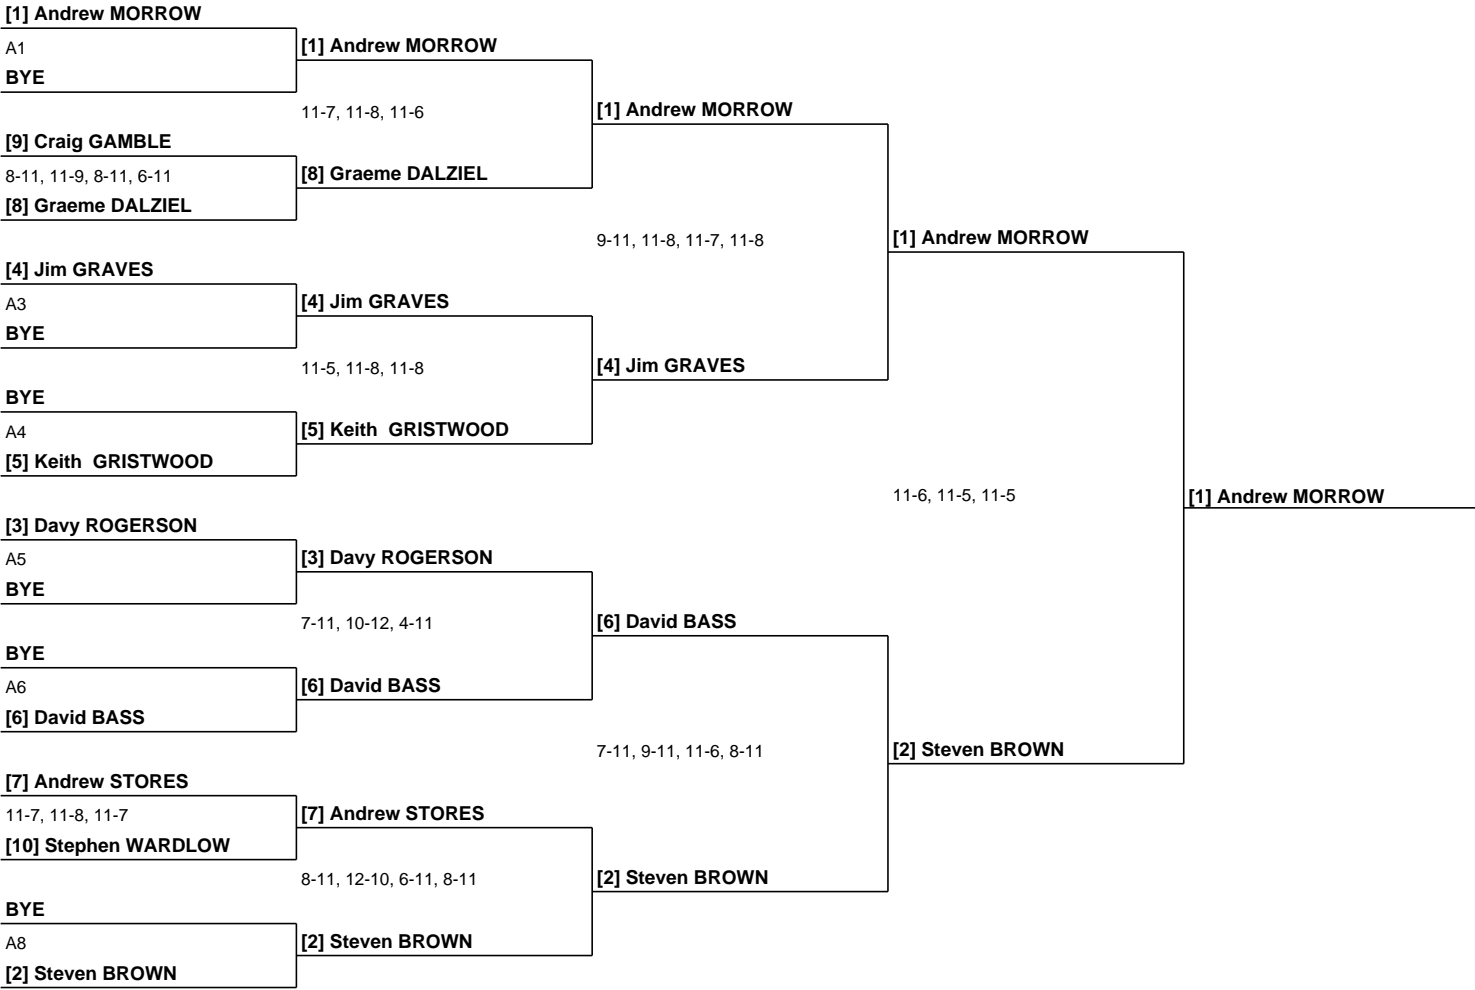 [1] Andrew MORROW
A1
BYE
[9] Craig GAMBLE
8-11, 11-9, 8-11, 6-11
[8] Graeme DALZIEL
[4] Jim GRAVES
A3
BYE
BYE
A4
[5] Keith  GRISTWOOD
[3] Davy ROGERSON
A5
BYE
BYE
A6
[6] David BASS
[7] Andrew STORES
11-7, 11-8, 11-7
[10] Stephen WARDLOW
BYE
A8
[2] Steven BROWN
[1] Andrew MORROW
11-7, 11-8, 11-6
[8] Graeme DALZIEL
[4] Jim GRAVES
11-5, 11-8, 11-8
[5] Keith  GRISTWOOD
[3] Davy ROGERSON
7-11, 10-12, 4-11
[6] David BASS
[7] Andrew STORES
8-11, 12-10, 6-11, 8-11
[2] Steven BROWN
[1] Andrew MORROW
9-11, 11-8, 11-7, 11-8
[4] Jim GRAVES
[6] David BASS
7-11, 9-11, 11-6, 8-11
[2] Steven BROWN
[1] Andrew MORROW
11-6, 11-5, 11-5
[2] Steven BROWN
[1] Andrew MORROW